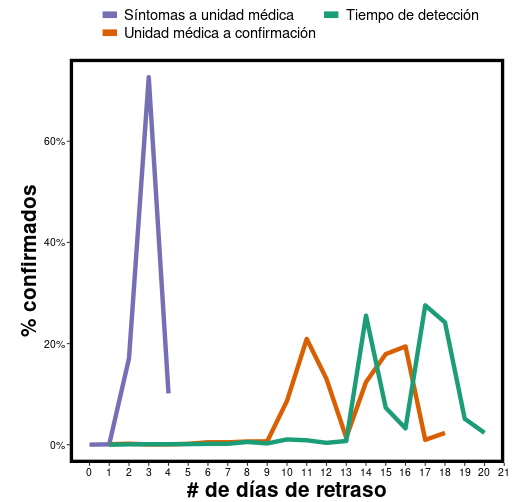 Síntomas a unidad médica
Tiempo de detección
Unidad médica a confirmación
60%
40%
20%
0%
% confirmados
0 1 2 3 4 5 6 7 8 9 10 11 12 13 14 15 16 17 18 19 20 21
# de días de retraso